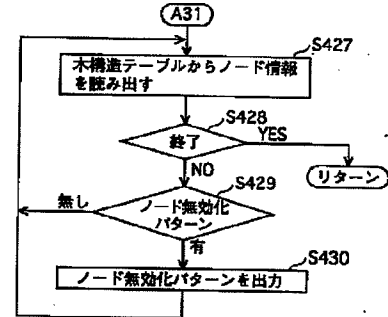 A31
S427
木構造テーブルからノード情報
を読み出す
S428
終了
YES
リターン
NO
S429
ノード無効化
パターン
無し
有
S430
ノード無効化パターンを出力